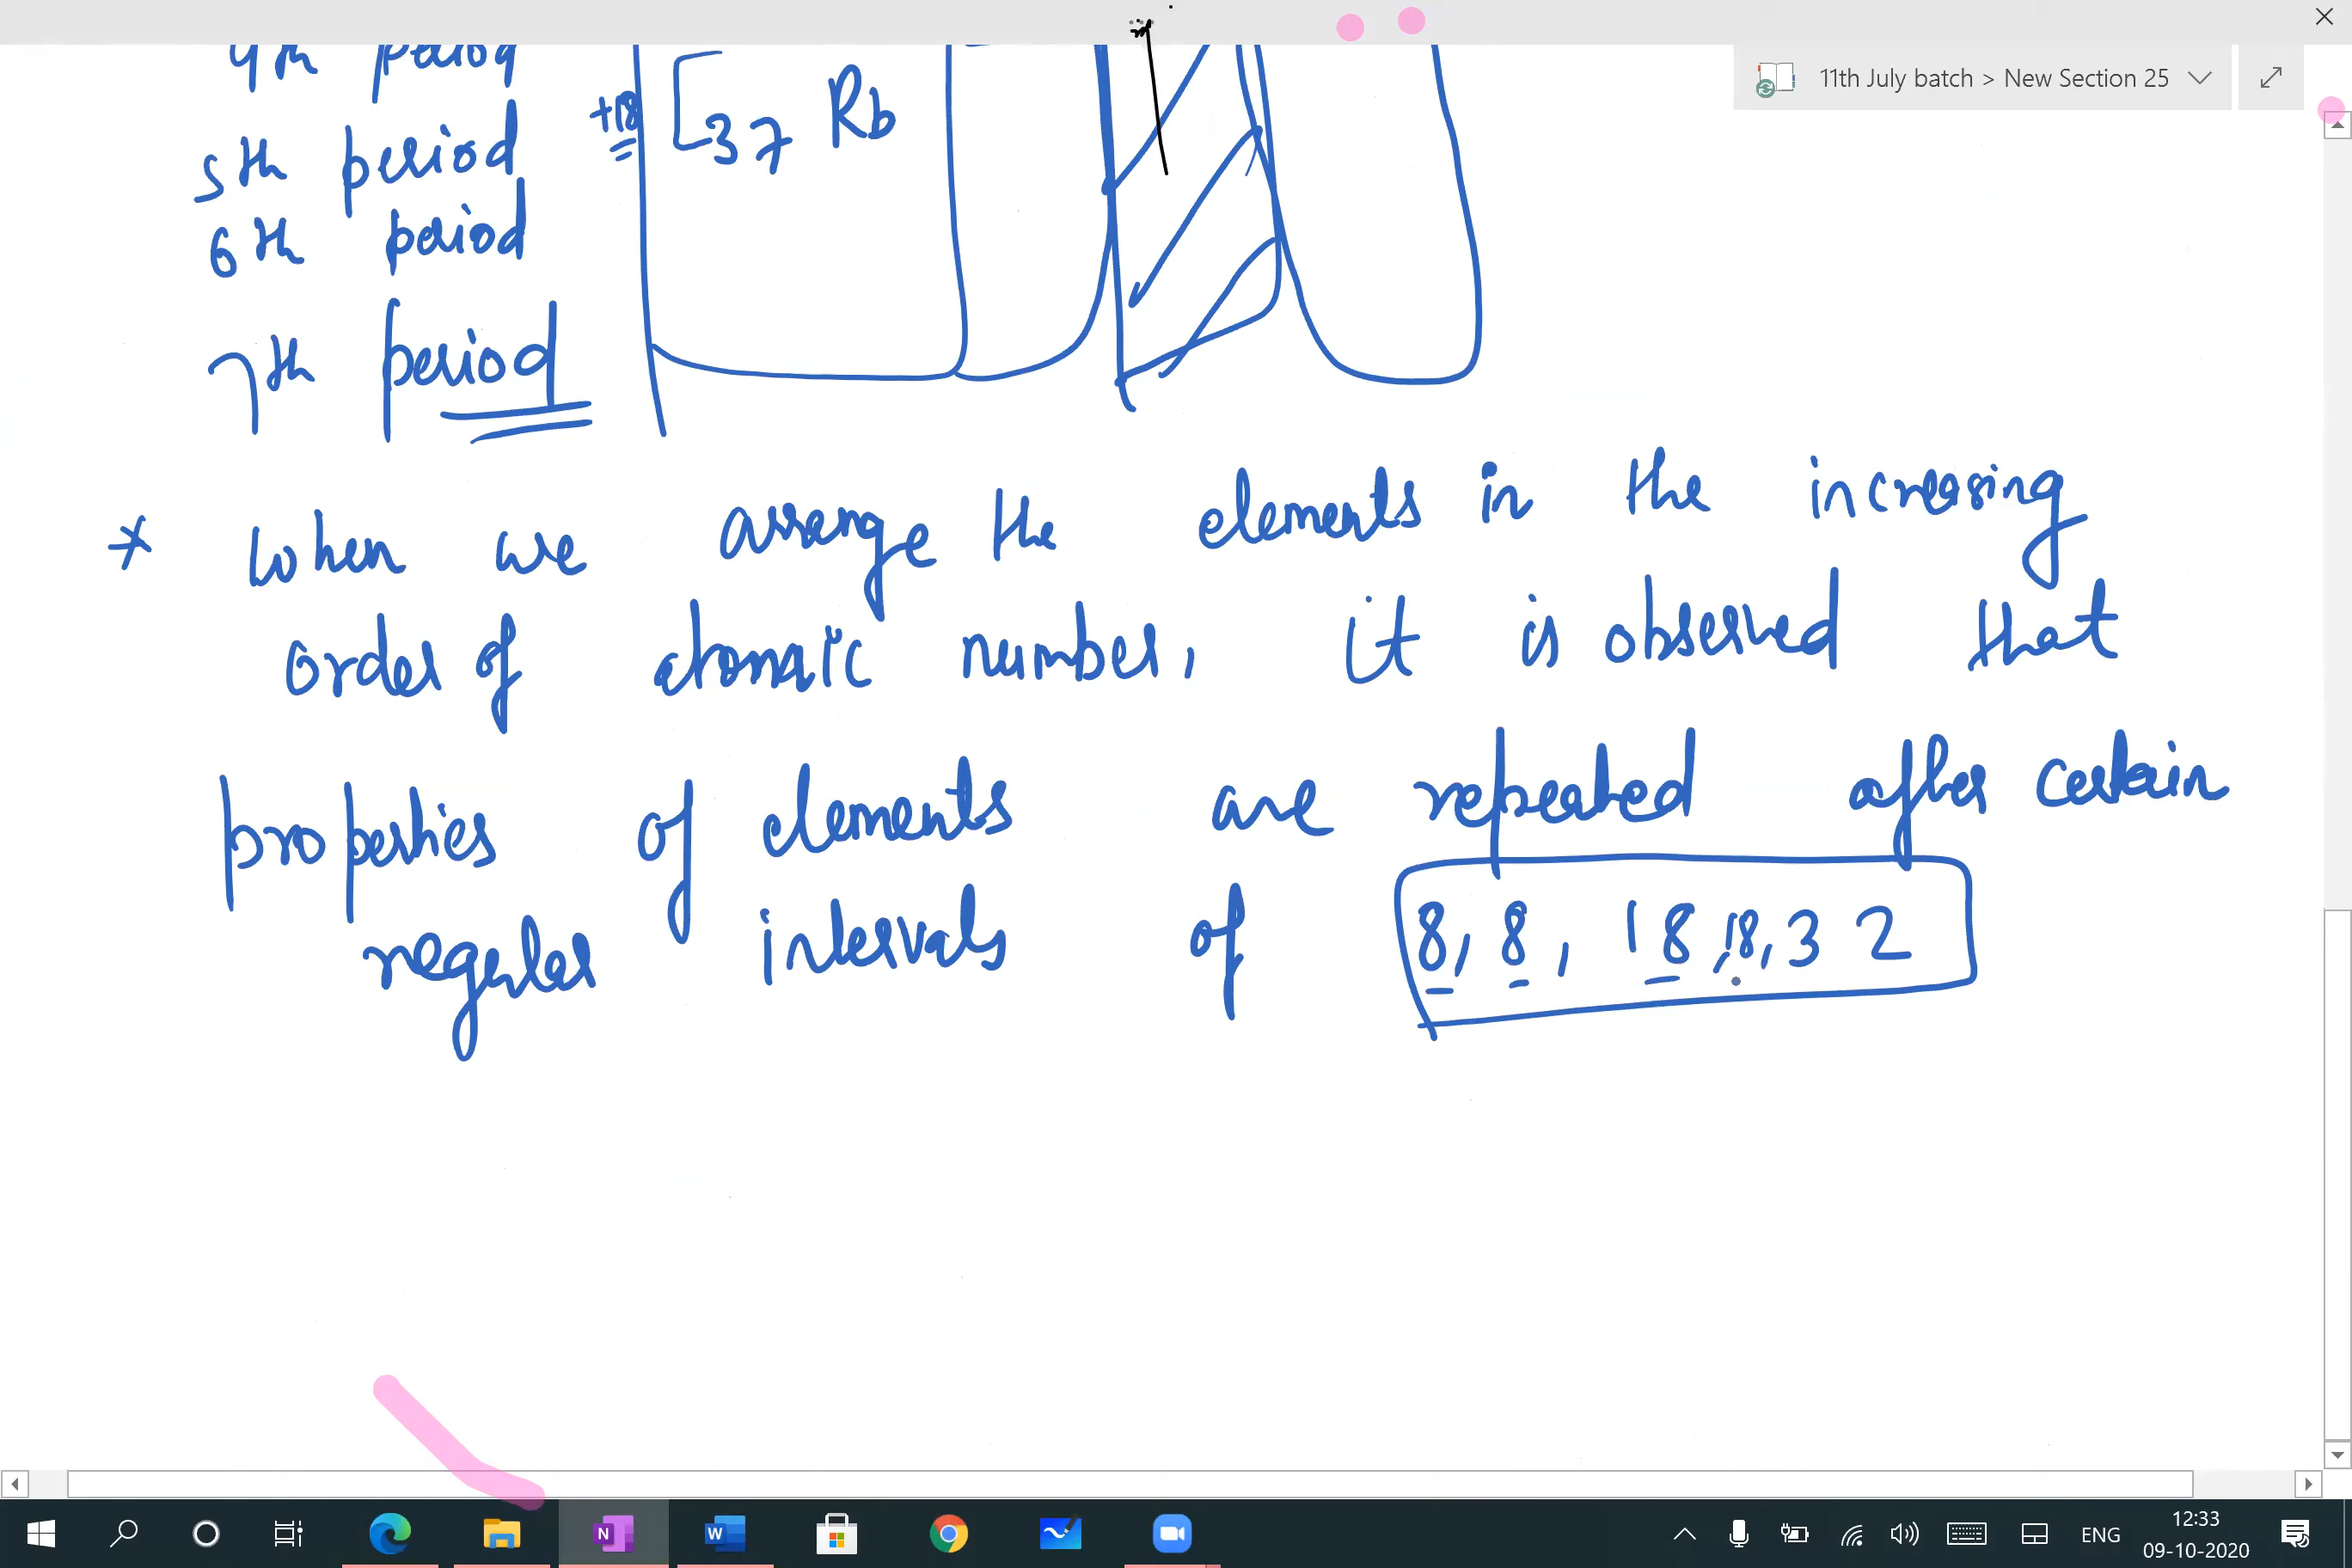 4th period
11th July batch > New Section 25
+18 37 Rb
5th period
6th period
7th period
* When we arrange the elements in the increasing
order of atomic number, it is observed that
properties of elements are repeated after certain
regular intervals of 8, 8, 18, 18, 32
N
W
ENG
12:33
09-10-2020